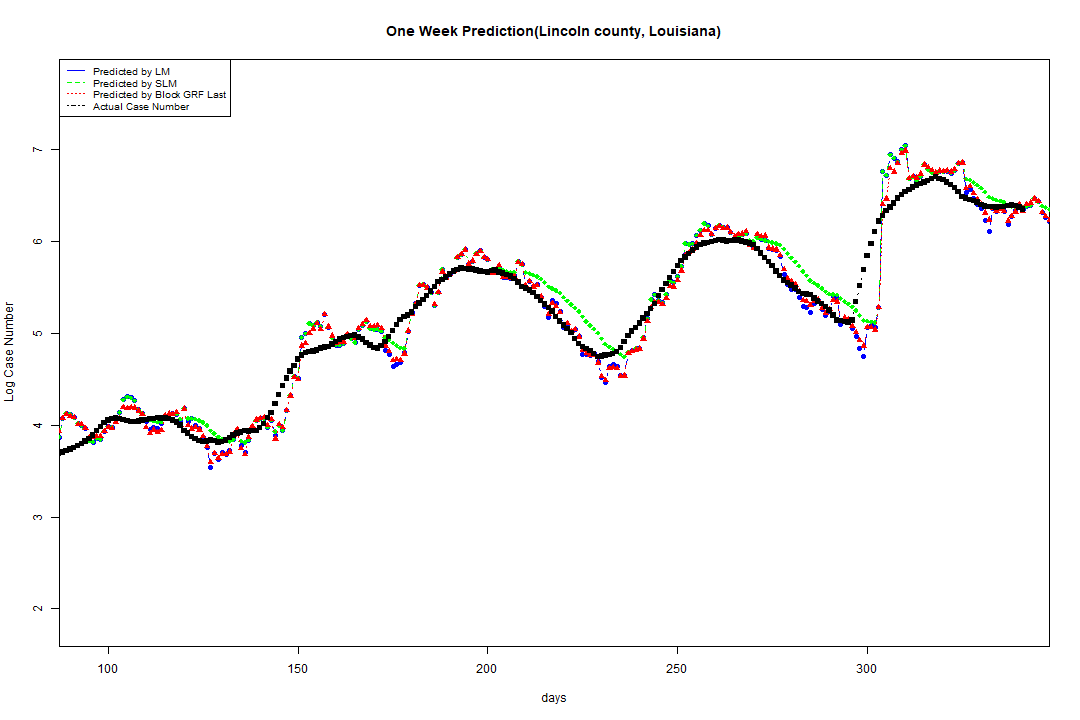 One Week Prediction(Lincoln county, Louisiana)
Predicted by LM
Predicted by SLM
Predicted by Block GRF Last
Actual Case Number
7
6
5
4
3
2
Log Case Number
100 150 200 250 300
days